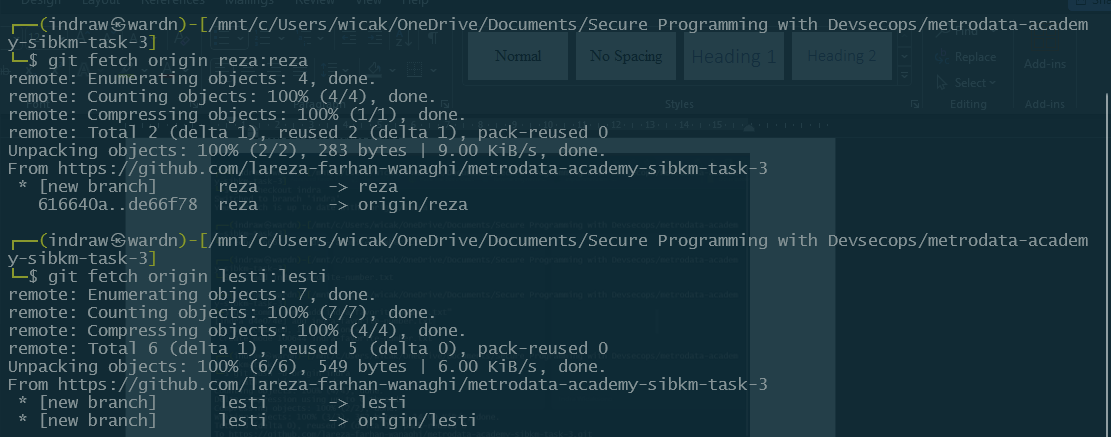 ┌──(indraw㉿wardn)-[/mnt/c/Users/wicak/OneDrive/Documents/Secure Programming with Devsecops/metrodata-academ
y-sibkm-task-3]
└─$ git fetch origin reza:reza
remote: Enumerating objects: 4, done.
remote: Counting objects: 100% (4/4), done.
remote: Compressing objects: 100% (1/1), done.
remote: Total 2 (delta 1), reused 2 (delta 1), pack-reused 0
Unpacking objects: 100% (2/2), 283 bytes | 9.00 KiB/s, done.
From https://github.com/lareza-farhan-wanaghi/metrodata-academy-sibkm-task-3
 * [new branch]      reza       -> reza
   616640a..de66f78  reza       -> origin/reza
┌──(indraw㉿wardn)-[/mnt/c/Users/wicak/OneDrive/Documents/Secure Programming with Devsecops/metrodata-academ
y-sibkm-task-3]
└─$ git fetch origin lesti:lesti
remote: Enumerating objects: 7, done.
remote: Counting objects: 100% (7/7), done.
remote: Compressing objects: 100% (4/4), done.
remote: Total 6 (delta 1), reused 5 (delta 0), pack-reused 0
Unpacking objects: 100% (6/6), 549 bytes | 6.00 KiB/s, done.
From https://github.com/lareza-farhan-wanaghi/metrodata-academy-sibkm-task-3
 * [new branch]      lesti      -> lesti
 * [new branch]      lesti      -> origin/lesti
Normal
No Spacing
Heading 1
Heading 2
Styles
Replace
Select
Editing
Add-ins
Add-ins